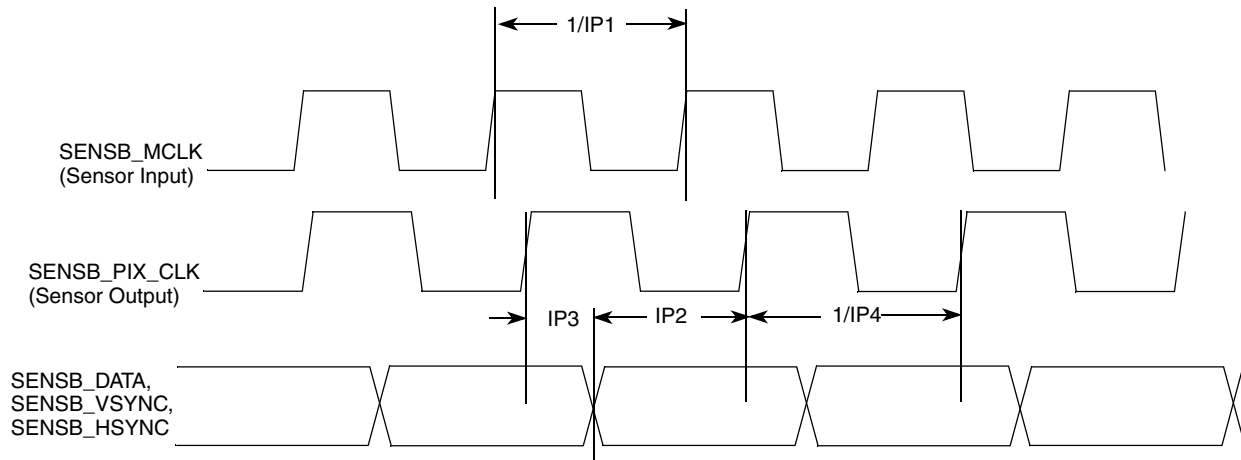 1/IP1
SENSB_MCLK
(Sensor Input)
SENSB_PIX_CLK
(Sensor Output)
IP3
IP2
1/IP4
SENSB_DATA,
SENSB_VSYNC,
SENSB_HSYNC